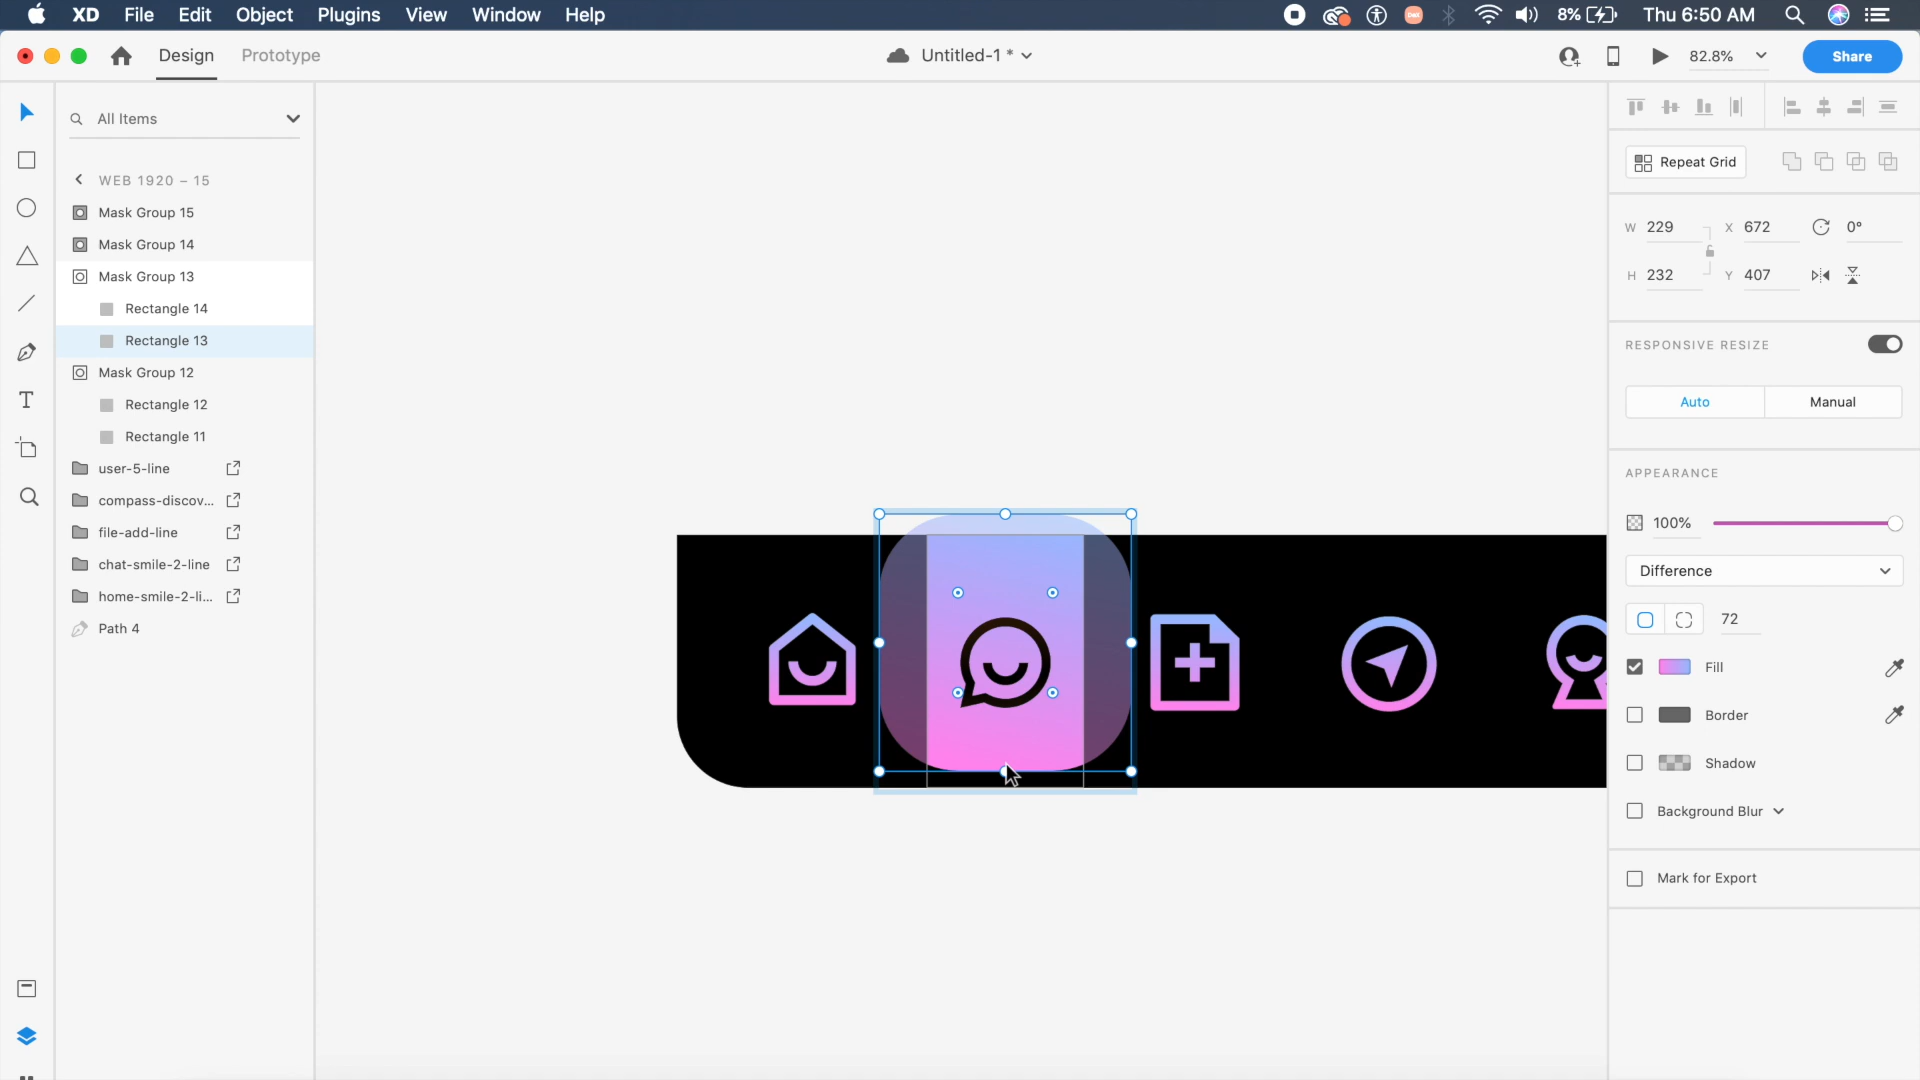 XD File Edit Object Plugins View Window Help 8% Thu 6:50 AM
Design Prototype Untitled-1 * 82.8% Share
All Items
WEB 1920 – 15
Mask Group 15
Mask Group 14
Mask Group 13
Rectangle 14
Rectangle 13
Mask Group 12
Rectangle 12
Rectangle 11
user-5-line
compass-discov...
file-add-line
chat-smile-2-line
home-smile-2-li...
Path 4
Repeat Grid
W 229 X 672 0°
H 232 Y 407
RESPONSIVE RESIZE
Auto Manual
APPEARANCE
100%
Difference
72
Fill
Border
Shadow
Background Blur
Mark for Export